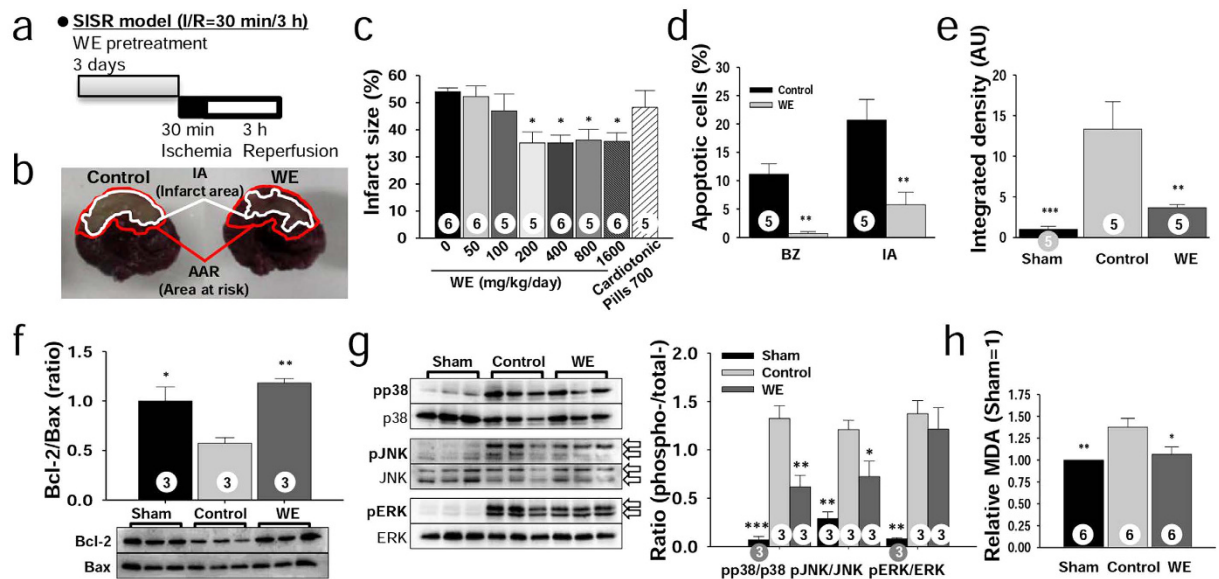 a
● SISR model (I/R=30 min/3 h)
WE pretreatment
3 days
30 min 3 h
Ischemia Reperfusion
b
Control IA WE
(Infarct area)
AAR
(Area at risk)
c
Infarct size (%)
60
50
40
30
20
10
0
* * * *
6 6 5 5 6 5 6 5
0 50 100 200 400 800 1600 Cardiotonic Pills 700
WE (mg/kg/day)
d
Apoptotic cells (%)
30
25
20
15
10
5
0
Control
WE
** **
5 5
BZ IA
e
Integrated density (AU)
20
15
10
5
0
*** **
5 5 5
Sham Control WE
f
Bcl-2/Bax (ratio)
1.5
1.0
0.5
0.0
* **
3 3 3
Sham Control WE
Bcl-2
Bax
g
Sham Control WE
pp38
p38
pJNK
JNK
pERK
ERK
Ratio (phospho-/total-)
2.0
1.5
1.0
0.5
0.0
Sham
Control
WE
*** ** ** * **
3 3 3 3 3 3 3 3
pp38/p38 pJNK/JNK pERK/ERK
h
Relative MDA (Sham=1)
2.00
1.75
1.50
1.25
1.00
0.75
0.50
0.25
0.00
** *
6 6 6
Sham Control WE